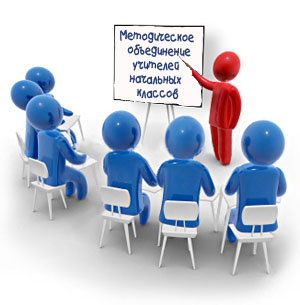 Методическое
объединение
учителей
начальных
классов